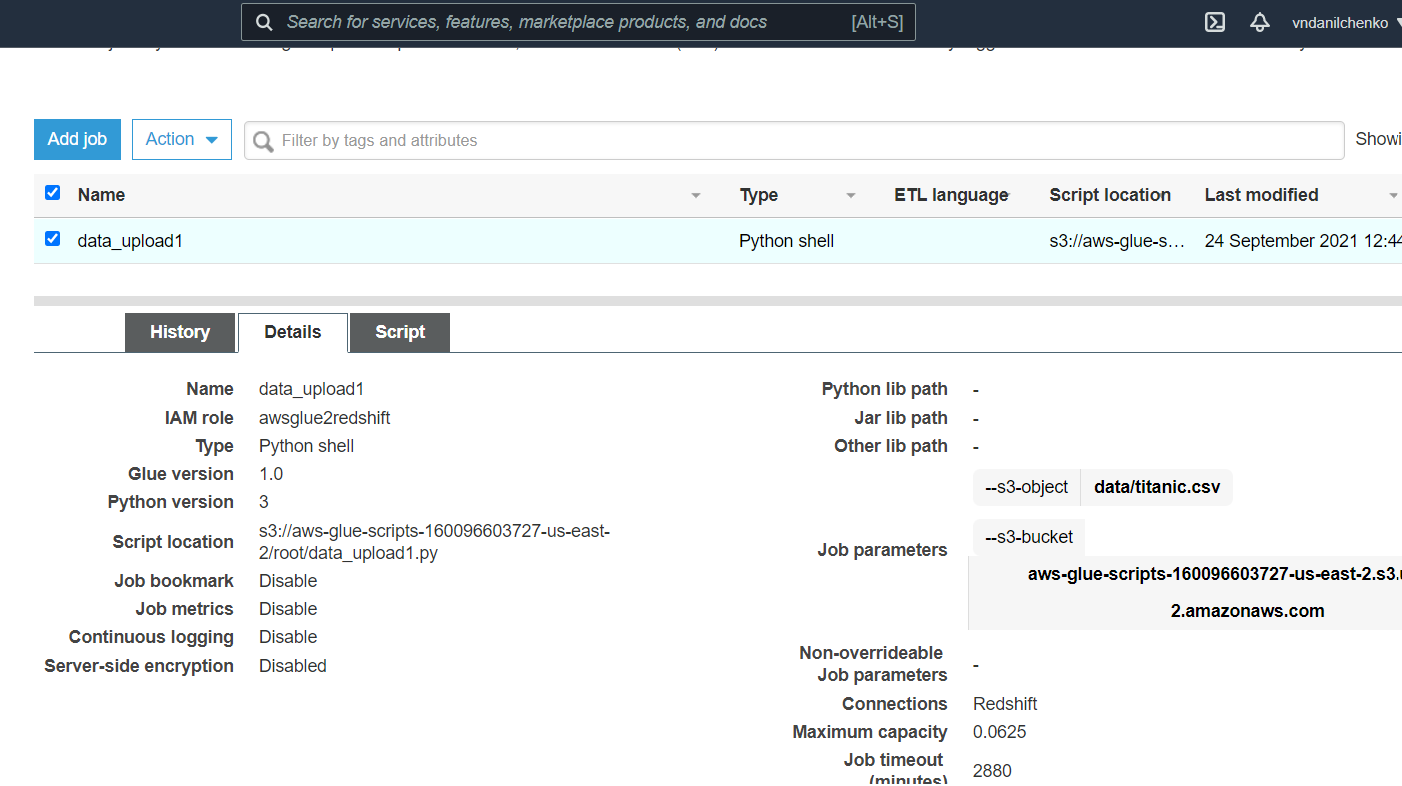 Search for services, features, marketplace products, and docs [Alt+S]
vndanilchenko
Add job
Action
Filter by tags and attributes
Showi
Name Type ETL language Script location Last modified
data_upload1 Python shell s3://aws-glue-s… 24 September 2021 12:44
History Details Script
Name data_upload1
IAM role awsglue2redshift
Type Python shell
Glue version 1.0
Python version 3
Script location s3://aws-glue-scripts-160096603727-us-east-
2/root/data_upload1.py
Job bookmark Disable
Job metrics Disable
Continuous logging Disable
Server-side encryption Disabled
Python lib path -
Jar lib path -
Other lib path -
Job parameters
--s3-object data/titanic.csv
--s3-bucket
aws-glue-scripts-160096603727-us-east-2.s3.
2.amazonaws.com
Non-overrideable
Job parameters -
Connections Redshift
Maximum capacity 0.0625
Job timeout
(minutes) 2880